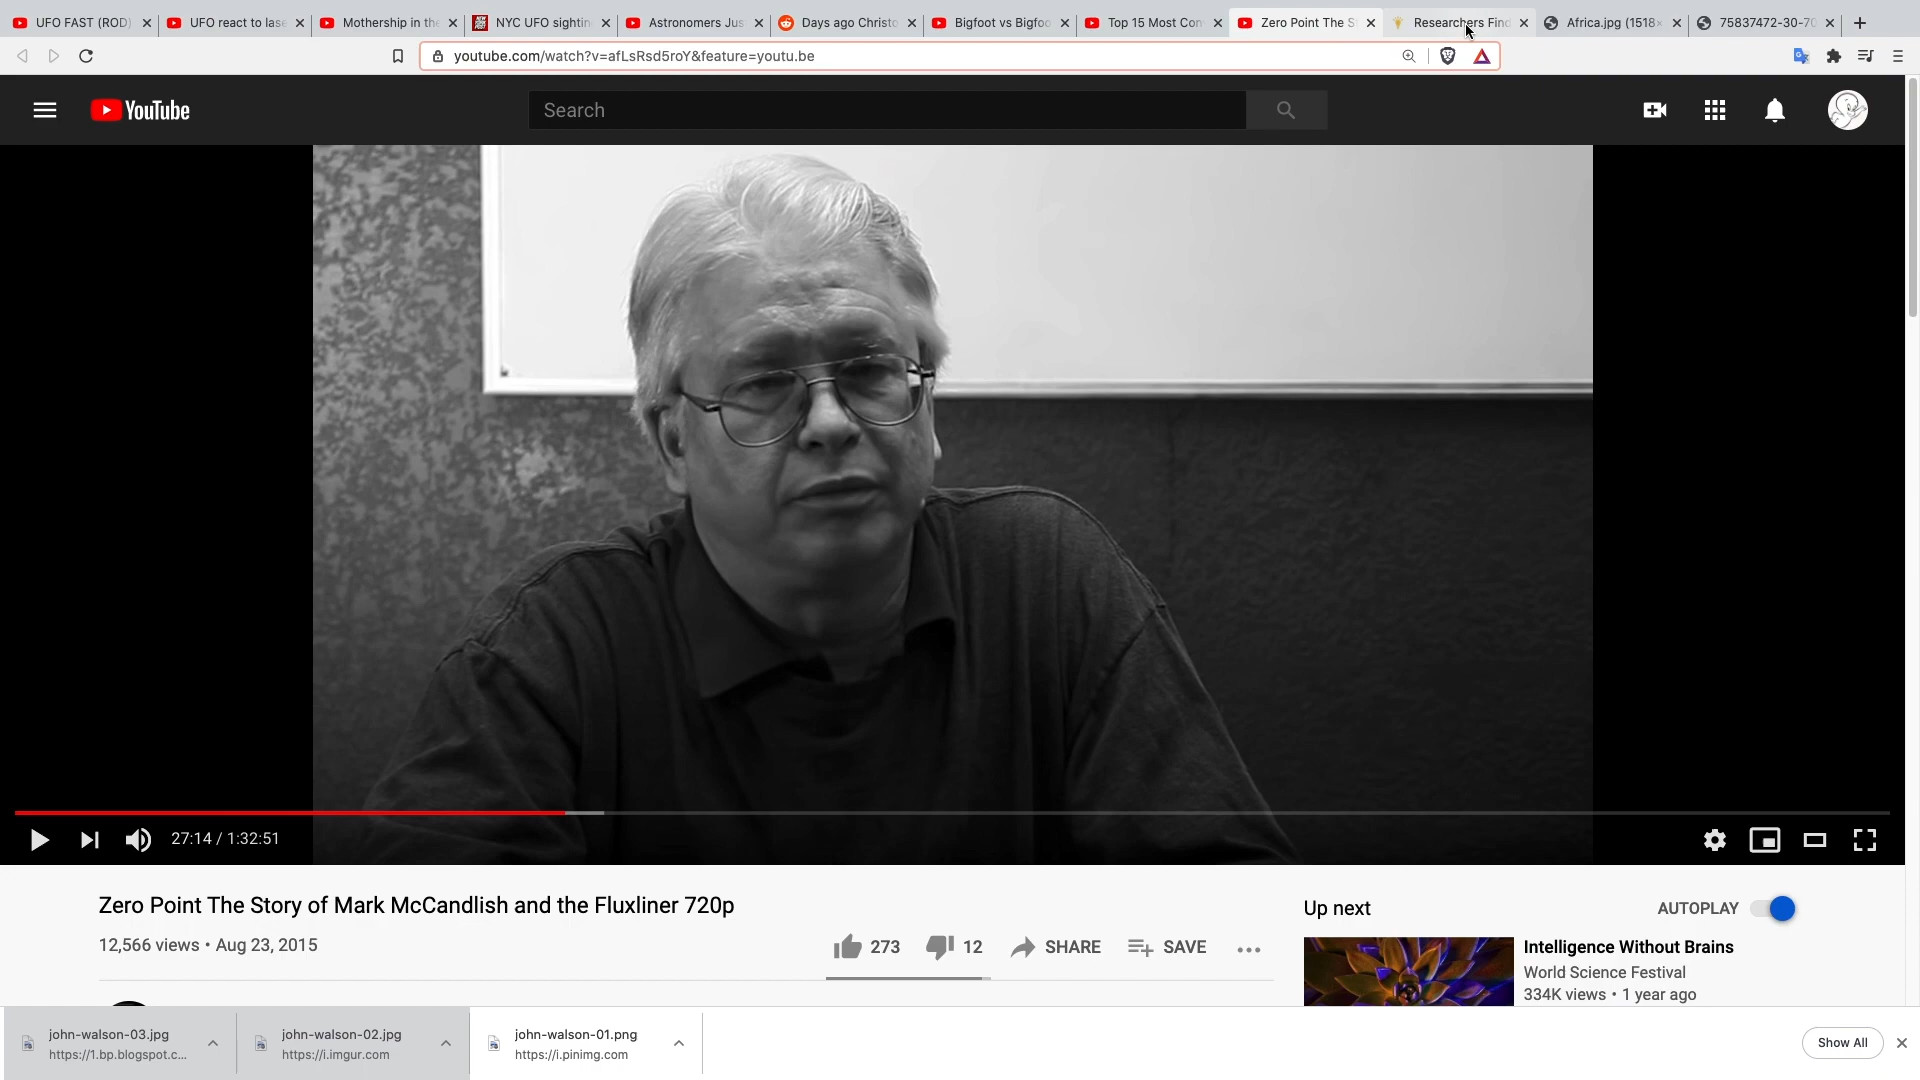 UFO FAST (ROD)
UFO react to lase
Mothership in the
NYC UFO sightin
Astronomers Jus
Days ago Christo
Bigfoot vs Bigfoo
Top 15 Most Con
Zero Point The S
Researchers Find
Africa.jpg (1518×
75837472-30-70
youtube.com/watch?v=afLsRsd5roY&feature=youtu.be
YouTube
Search
27:14 / 1:32:51
Zero Point The Story of Mark McCandlish and the Fluxliner 720p
12,566 views • Aug 23, 2015
273
12
SHARE
SAVE
Up next
AUTOPLAY
Intelligence Without Brains
World Science Festival
334K views • 1 year ago
john-walson-03.jpg
https://1.bp.blogspot.c...
john-walson-02.jpg
https://i.imgur.com
john-walson-01.png
https://i.pinimg.com
Show All